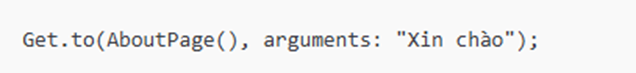 Get.to(AboutPage(), arguments: "Xin chào");